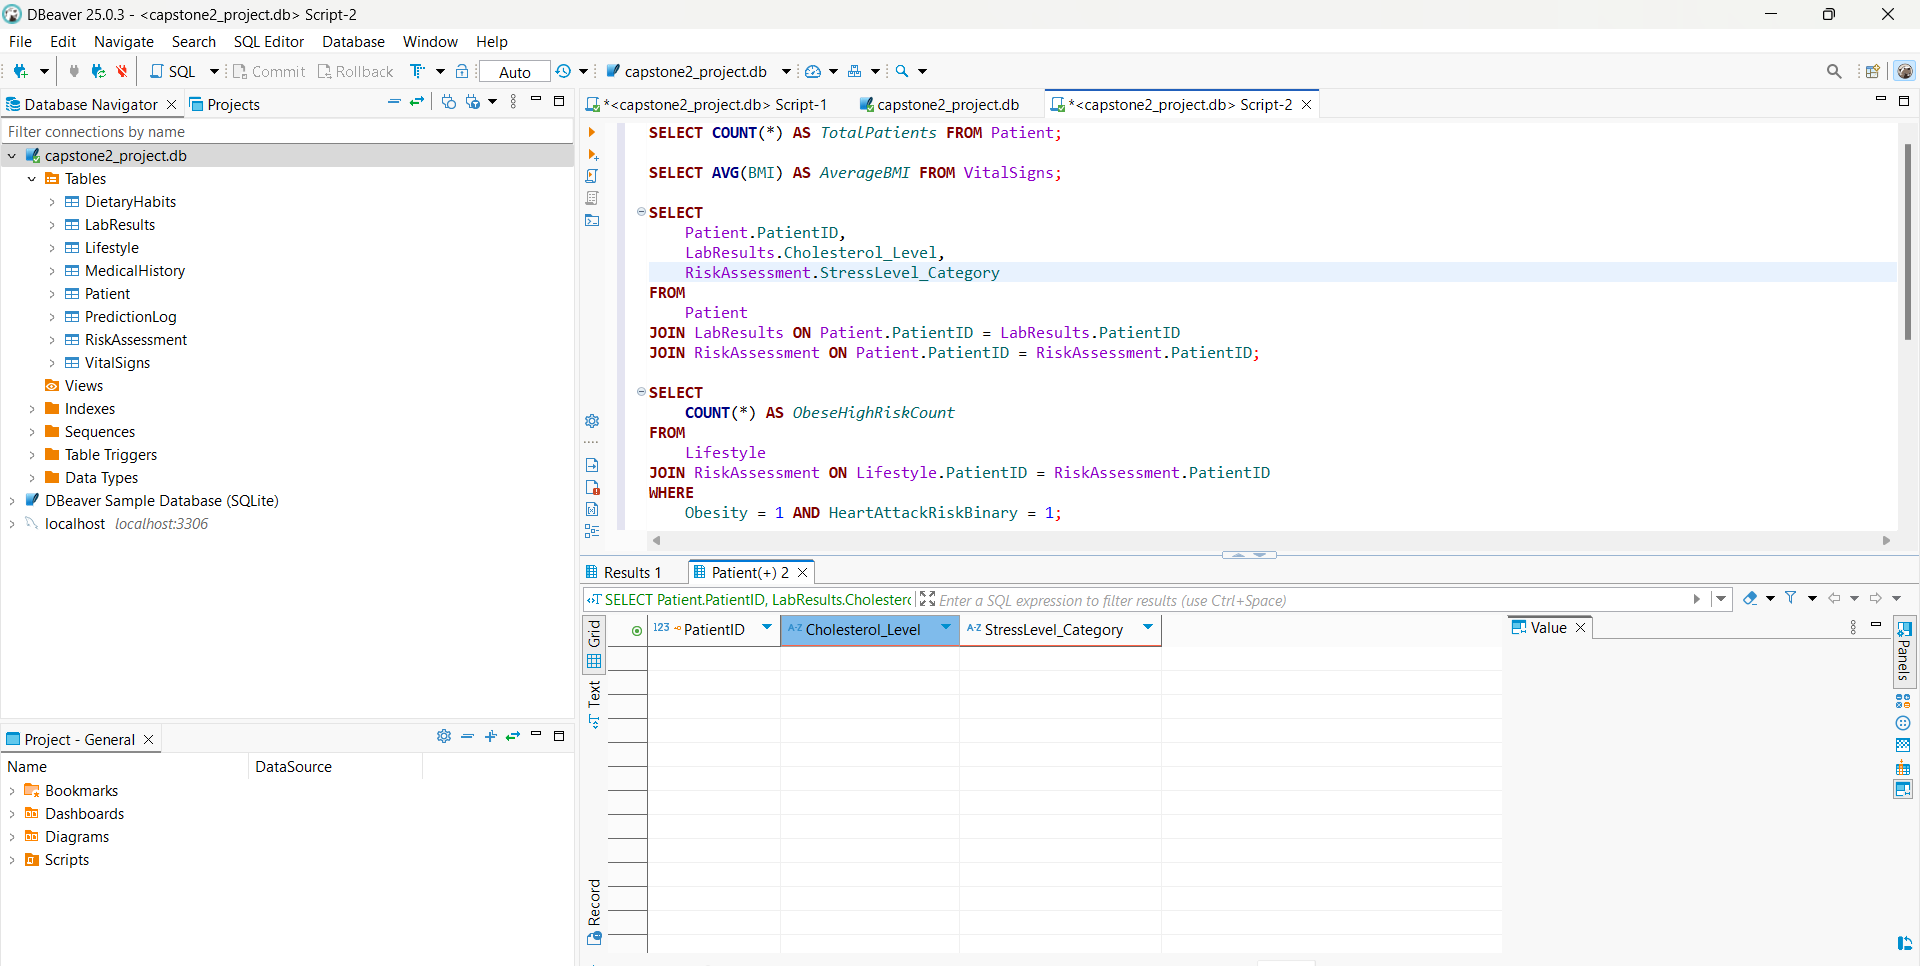 DBeaver 25.0.3 - <capstone2_project.db> Script-2
File Edit Navigate Search SQL Editor Database Window Help
SQL Commit Rollback Auto capstone2_project.db
Database Navigator Projects
Filter connections by name
capstone2_project.db
Tables
DietaryHabits
LabResults
Lifestyle
MedicalHistory
Patient
PredictionLog
RiskAssessment
VitalSigns
Views
Indexes
Sequences
Table Triggers
Data Types
DBeaver Sample Database (SQLite)
localhost localhost:3306
Project - General
Name DataSource
Bookmarks
Dashboards
Diagrams
Scripts
*<capstone2_project.db> Script-1 capstone2_project.db *<capstone2_project.db> Script-2
SELECT COUNT(*) AS TotalPatients FROM Patient;
SELECT AVG(BMI) AS AverageBMI FROM VitalSigns;
SELECT
Patient.PatientID,
LabResults.Cholesterol_Level,
RiskAssessment.StressLevel_Category
FROM
Patient
JOIN LabResults ON Patient.PatientID = LabResults.PatientID
JOIN RiskAssessment ON Patient.PatientID = RiskAssessment.PatientID;
SELECT
COUNT(*) AS ObeseHighRiskCount
FROM
Lifestyle
JOIN RiskAssessment ON Lifestyle.PatientID = RiskAssessment.PatientID
WHERE
Obesity = 1 AND HeartAttackRiskBinary = 1;
Results 1 Patient(+) 2
SELECT Patient.PatientID, LabResults.Cholester Enter a SQL expression to filter results (use Ctrl+Space)
Grid
Text
Record
123 PatientID A-Z Cholesterol_Level A-Z StressLevel_Category
Value
Panels